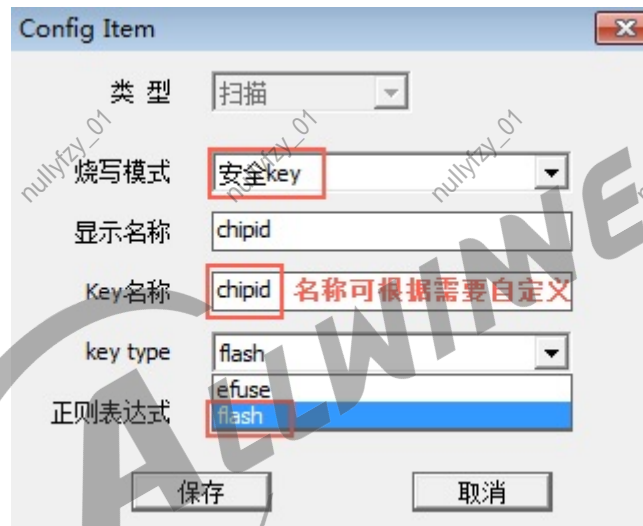 Config Item
类 型 扫描
nullyfzy_01 nullyfzy_01 nullyfzy_01
烧写模式 安全key
显示名称 chipid
Key名称 chipid 名称可根据需要自定义
key type flash
efuse
正则表达式 flash
ALLWINNE
保存 取消